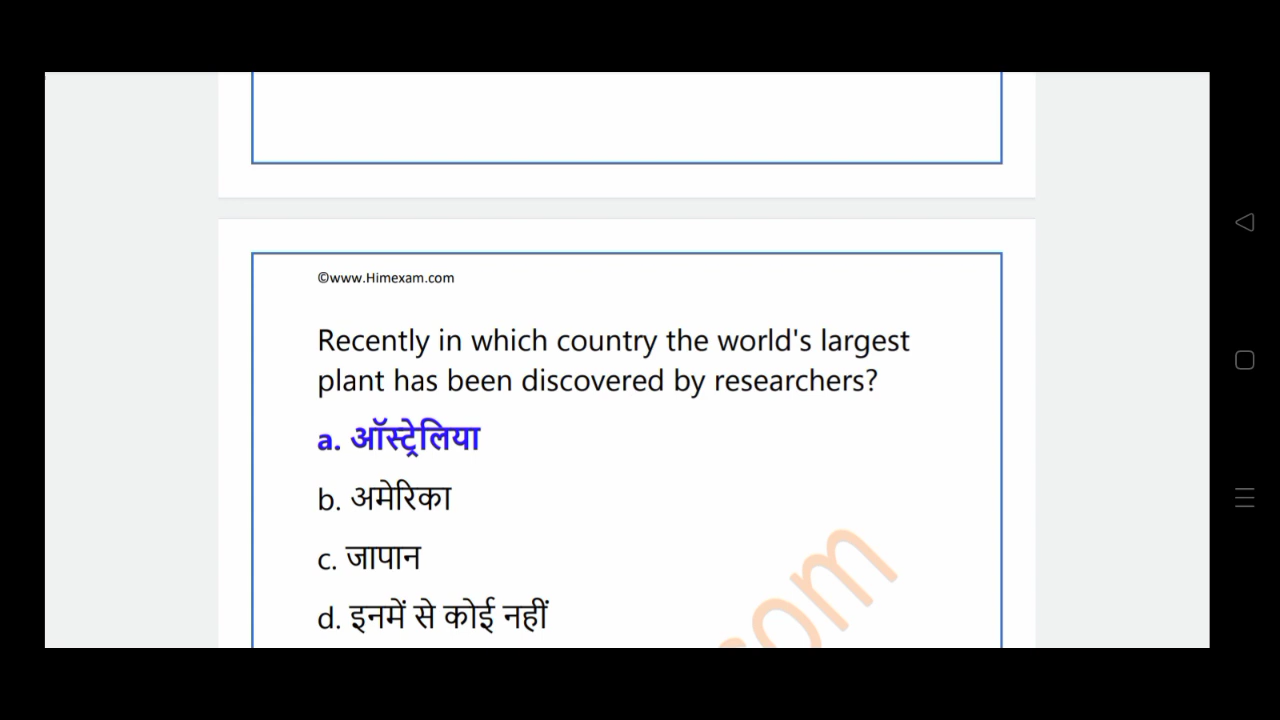 ©www.Himexam.com
Recently in which country the world's largest
plant has been discovered by researchers?
a. ऑस्ट्रेलिया
b. अमेरिका
c. जापान
d. इनमें से कोई नहीं
com